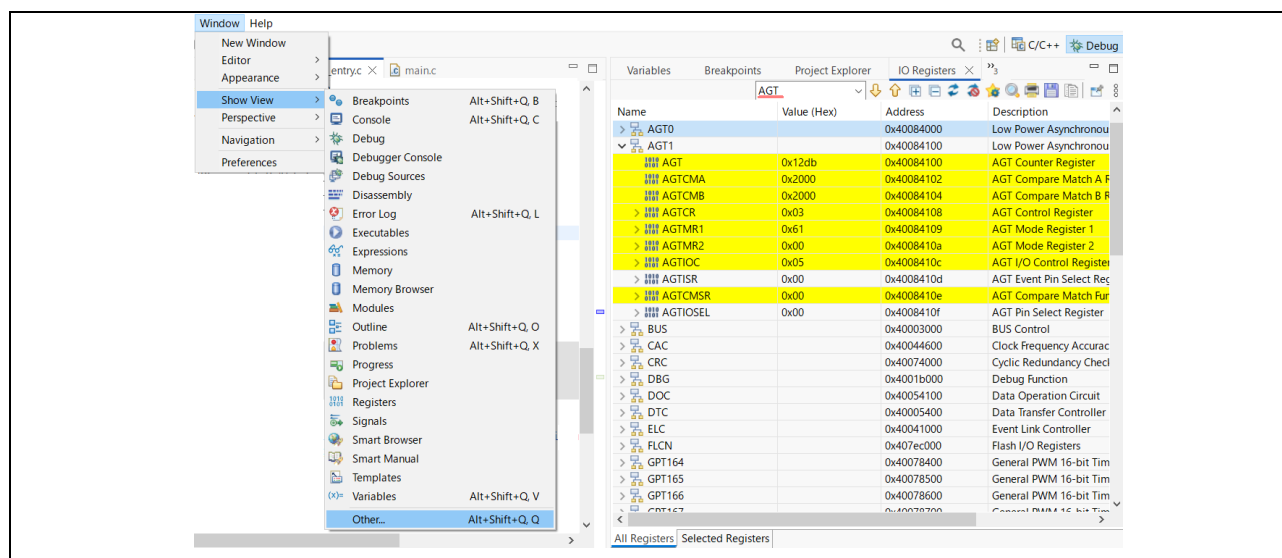 Window Help
New Window
Editor
Appearance
Show View
Perspective
Navigation
Preferences
Breakpoints Alt+Shift+Q, B
Console Alt+Shift+Q, C
Debug
Debugger Console
Debug Sources
Disassembly
Error Log Alt+Shift+Q, L
Executables
Expressions
Memory
Memory Browser
Modules
Outline Alt+Shift+Q, O
Problems Alt+Shift+Q, X
Progress
Project Explorer
Registers
Signals
Smart Browser
Smart Manual
Templates
(x)= Variables Alt+Shift+Q, V
Other... Alt+Shift+Q, Q
_entry.c main.c
C/C++ Debug
Variables Breakpoints Project Explorer IO Registers 3
AGT
Name Value (Hex) Address Description
AGT0 0x40084000 Low Power Asynchronou
AGT1 0x40084100 Low Power Asynchronou
AGT 0x12db 0x40084100 AGT Counter Register
AGTCMA 0x2000 0x40084102 AGT Compare Match A R
AGTCMB 0x2000 0x40084104 AGT Compare Match B R
AGTCR 0x03 0x40084108 AGT Control Register
AGTMR1 0x61 0x40084109 AGT Mode Register 1
AGTMR2 0x00 0x4008410a AGT Mode Register 2
AGTIOC 0x05 0x4008410c AGT I/O Control Register
AGTISR 0x00 0x4008410d AGT Event Pin Select Reg
AGTCMSR 0x00 0x4008410e AGT Compare Match Fun
AGTIOSEL 0x00 0x4008410f AGT Pin Select Register
BUS 0x40003000 BUS Control
CAC 0x40044600 Clock Frequency Accurac
CRC 0x40074000 Cyclic Redundancy Check
DBG 0x4001b000 Debug Function
DOC 0x40054100 Data Operation Circuit
DTC 0x40005400 Data Transfer Controller
ELC 0x40041000 Event Link Controller
FLCN 0x407ec000 Flash I/O Registers
GPT164 0x40078400 General PWM 16-bit Tim
GPT165 0x40078500 General PWM 16-bit Tim
GPT166 0x40078600 General PWM 16-bit Tim
GPT167 0x40078700 General PWM 16-bit Tim
All Registers Selected Registers